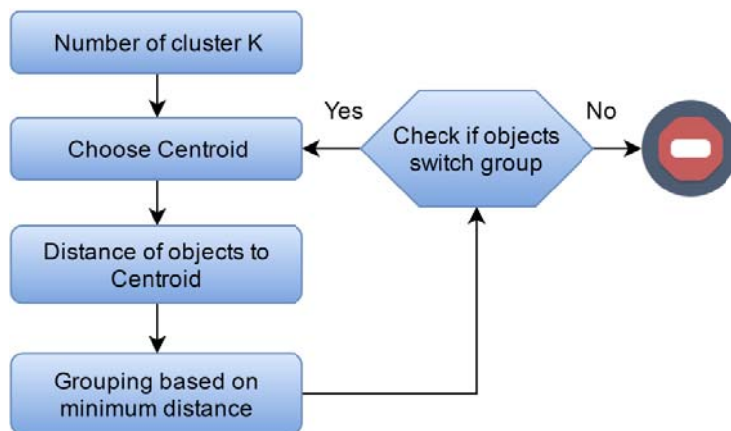 Number of cluster K
Choose Centroid
Distance of objects to
Centroid
Grouping based on
minimum distance
Yes
Check if objects
switch group
No